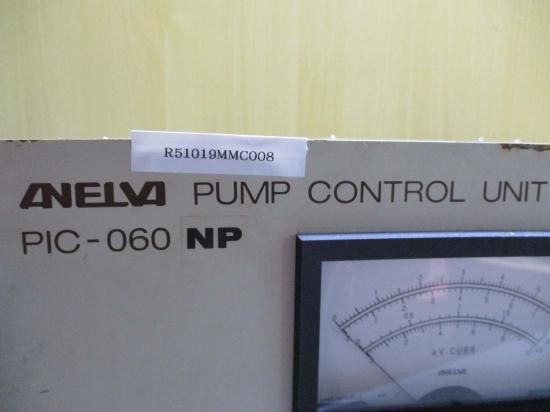 R51019MMC008
ANELVA PUMP CONTROL UNIT
PIC-060 NP
kV CURR
ANELVA